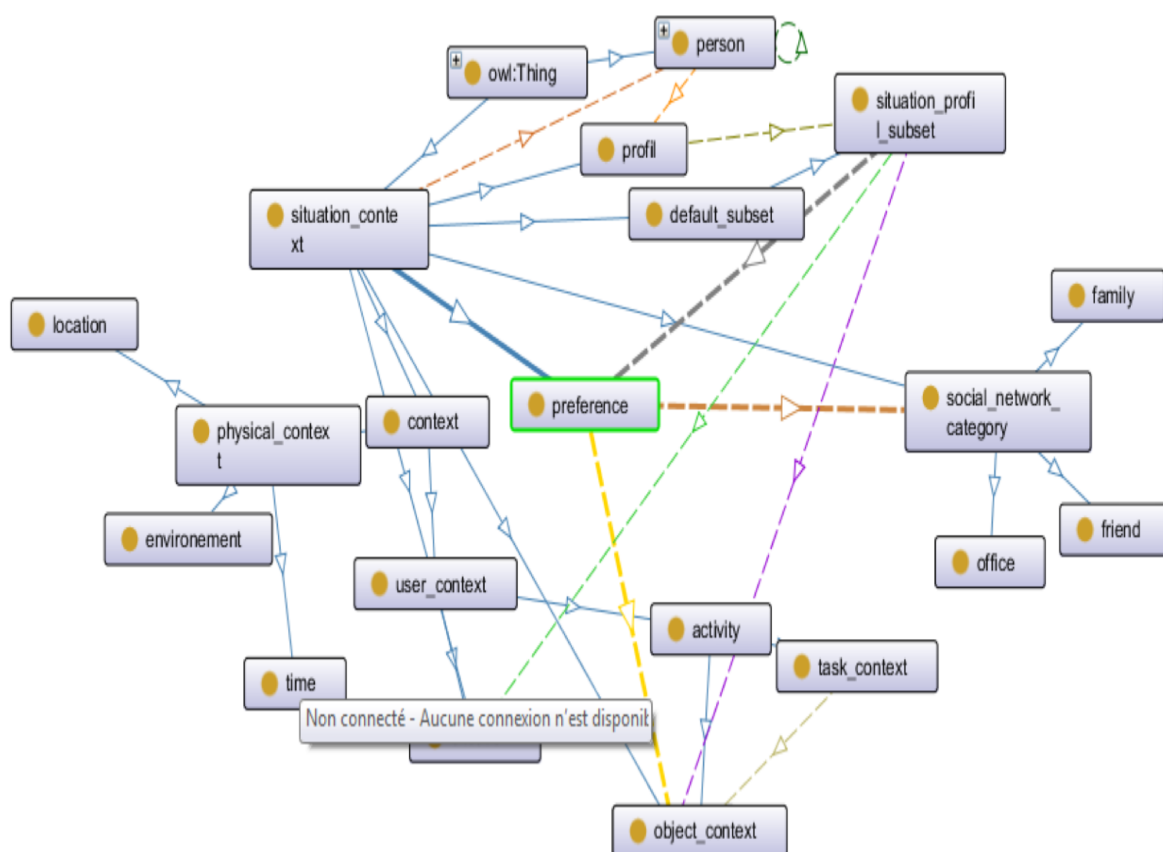 person
owl:Thing
situation_profi
l_subset
profil
default_subset
situation_conte
xt
family
location
preference
social_network_
category
context
physical_contex
t
friend
environement
office
user_context
activity
task_context
time
Non connecté - Aucune connexion n'est disponib
object_context